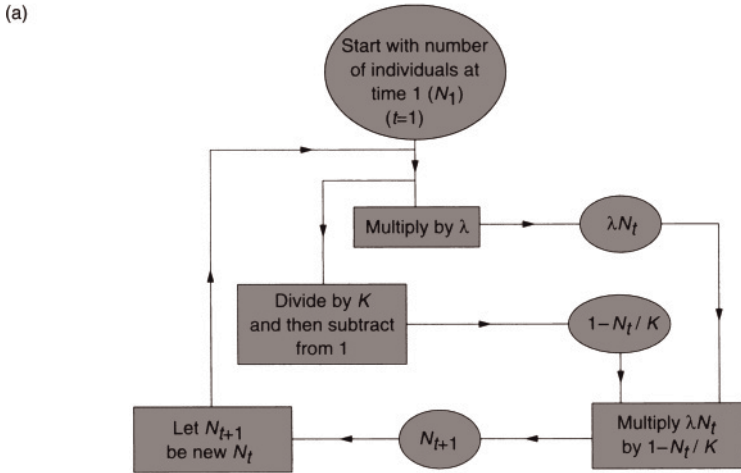 (a)
Start with number
of individuals at
time 1 (N1)
(t=1)
Multiply by λ
λNt
Divide by K
and then subtract
from 1
1–Nt / K
Multiply λNt
by 1–Nt / K
Nt+1
Let Nt+1
be new Nt